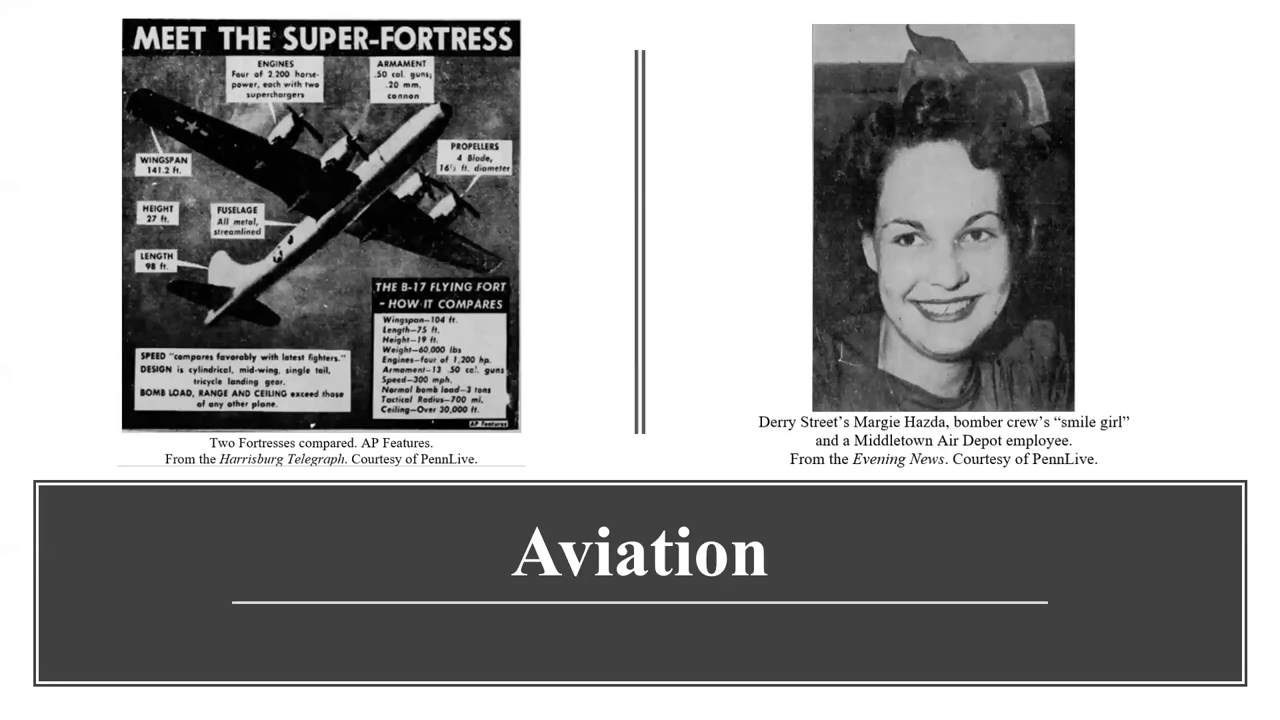 MEET THE SUPER-FORTRESS
ENGINES
Four of 2,200 horse-
power, each with two
superchargers
ARMAMENT
.50 cal. guns;
.20 mm.
cannon
PROPELLERS
4 Blade,
16½ ft. diameter
WINGSPAN
141.2 ft.
HEIGHT
27 ft.
FUSELAGE
All metal,
streamlined
LENGTH
98 ft.
THE B-17 FLYING FORT
- HOW IT COMPARES
Wingspan—104 ft.
Length—75 ft.
Height—19 ft.
Weight—60,000 lbs
Engines—four of 1,200 hp.
Armament—13 .50 cal. guns
Speed—300 mph.
Normal bomb load—3 tons
Tactical Radius—700 mi.
Ceiling—Over 30,000 ft.
SPEED "compares favorably with latest fighters."
DESIGN is cylindrical, mid-wing, single tail,
tricycle landing gear.
BOMB LOAD, RANGE AND CEILING exceed those
of any other plane.
AP Features
Two Fortresses compared. AP Features.
From the Harrisburg Telegraph. Courtesy of PennLive.
Derry Street’s Margie Hazda, bomber crew’s “smile girl”
and a Middletown Air Depot employee.
From the Evening News. Courtesy of PennLive.
Aviation